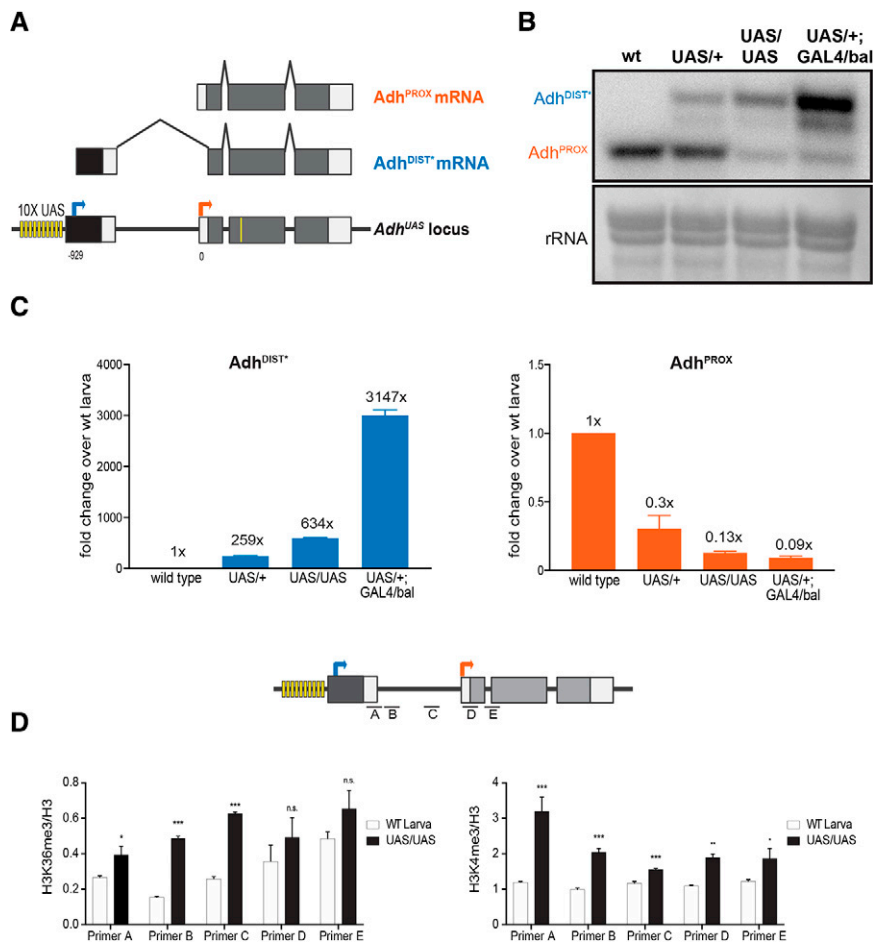 A
Adh^PROX mRNA
Adh^DIST* mRNA
10X UAS
Adh^UAS locus
-929
0
B
wt
UAS/+
UAS/
UAS
UAS/+;
GAL4/bal
Adh^DIST*
Adh^PROX
rRNA
C
Adh^DIST*
fold change over wt larva
4000
3000
2000
1000
0
1x
259x
634x
3147x
wild type
UAS/+
UAS/UAS
UAS/+;
GAL4/bal
Adh^PROX
fold change over wt larva
1.5
1.0
0.5
0
1x
0.3x
0.13x
0.09x
wild type
UAS/+
UAS/UAS
UAS/+;
GAL4/bal
A
B
C
D
E
D
H3K36me3/H3
0.8
0.6
0.4
0.2
0.0
*
***
***
n.s.
n.s.
WT Larva
UAS/UAS
Primer A
Primer B
Primer C
Primer D
Primer E
H3K4me3/H3
4
3
2
1
0
***
***
***
**
*
WT Larva
UAS/UAS
Primer A
Primer B
Primer C
Primer D
Primer E